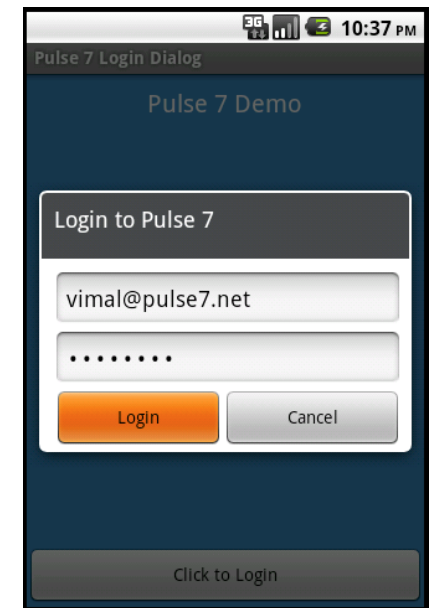 3G 10:37 PM
Pulse 7 Login Dialog
Pulse 7 Demo
Login to Pulse 7
vimal@pulse7.net
••••••••
Login Cancel
Click to Login